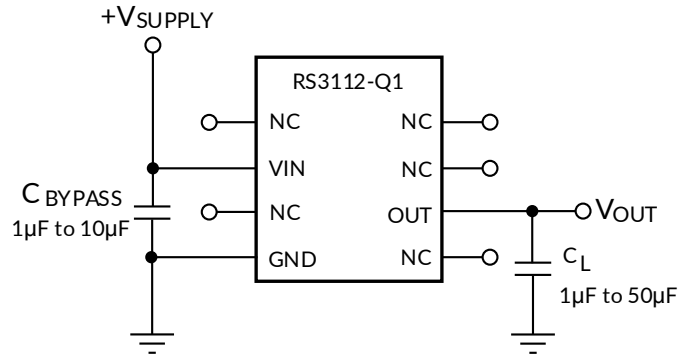 +VSUPPLY
RS3112-Q1
NC NC
VIN NC
CBYPASS
1µF to 10µF
NC OUT VOUT
GND NC
CL
1µF to 50µF